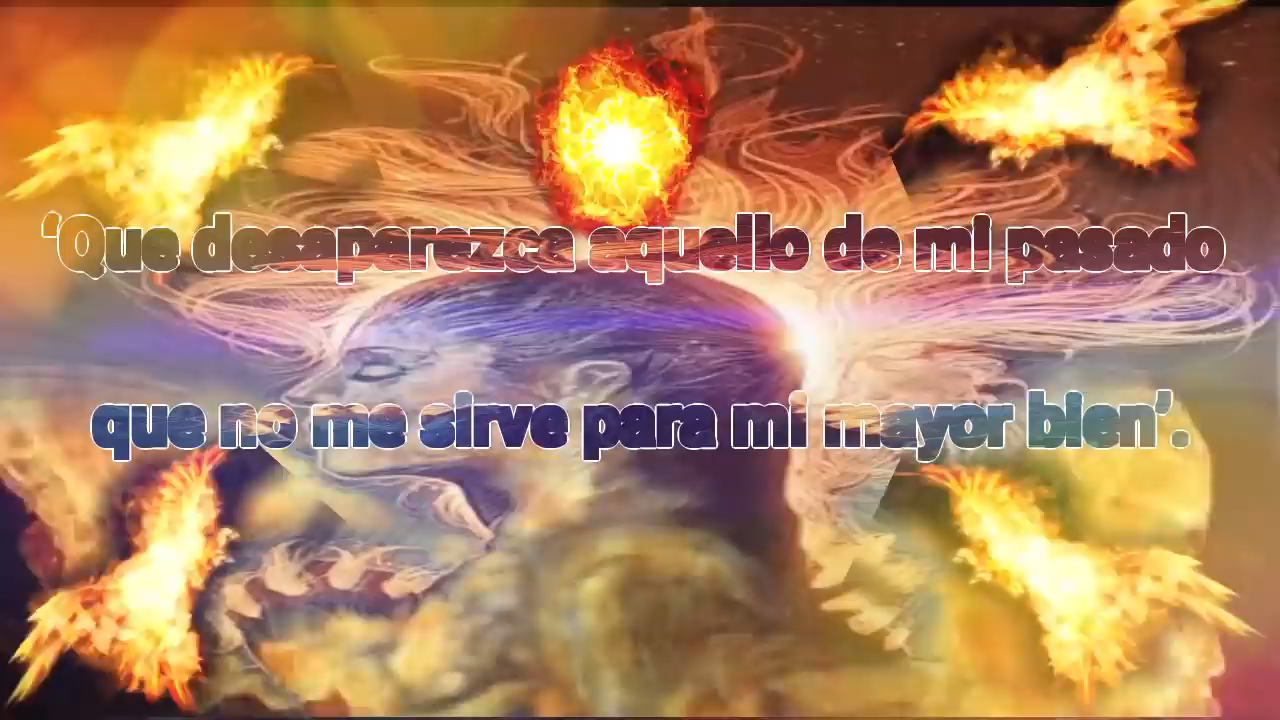 ‘Que desaparezca aquello de mi pasado
que no me sirve para mi mayor bien’.